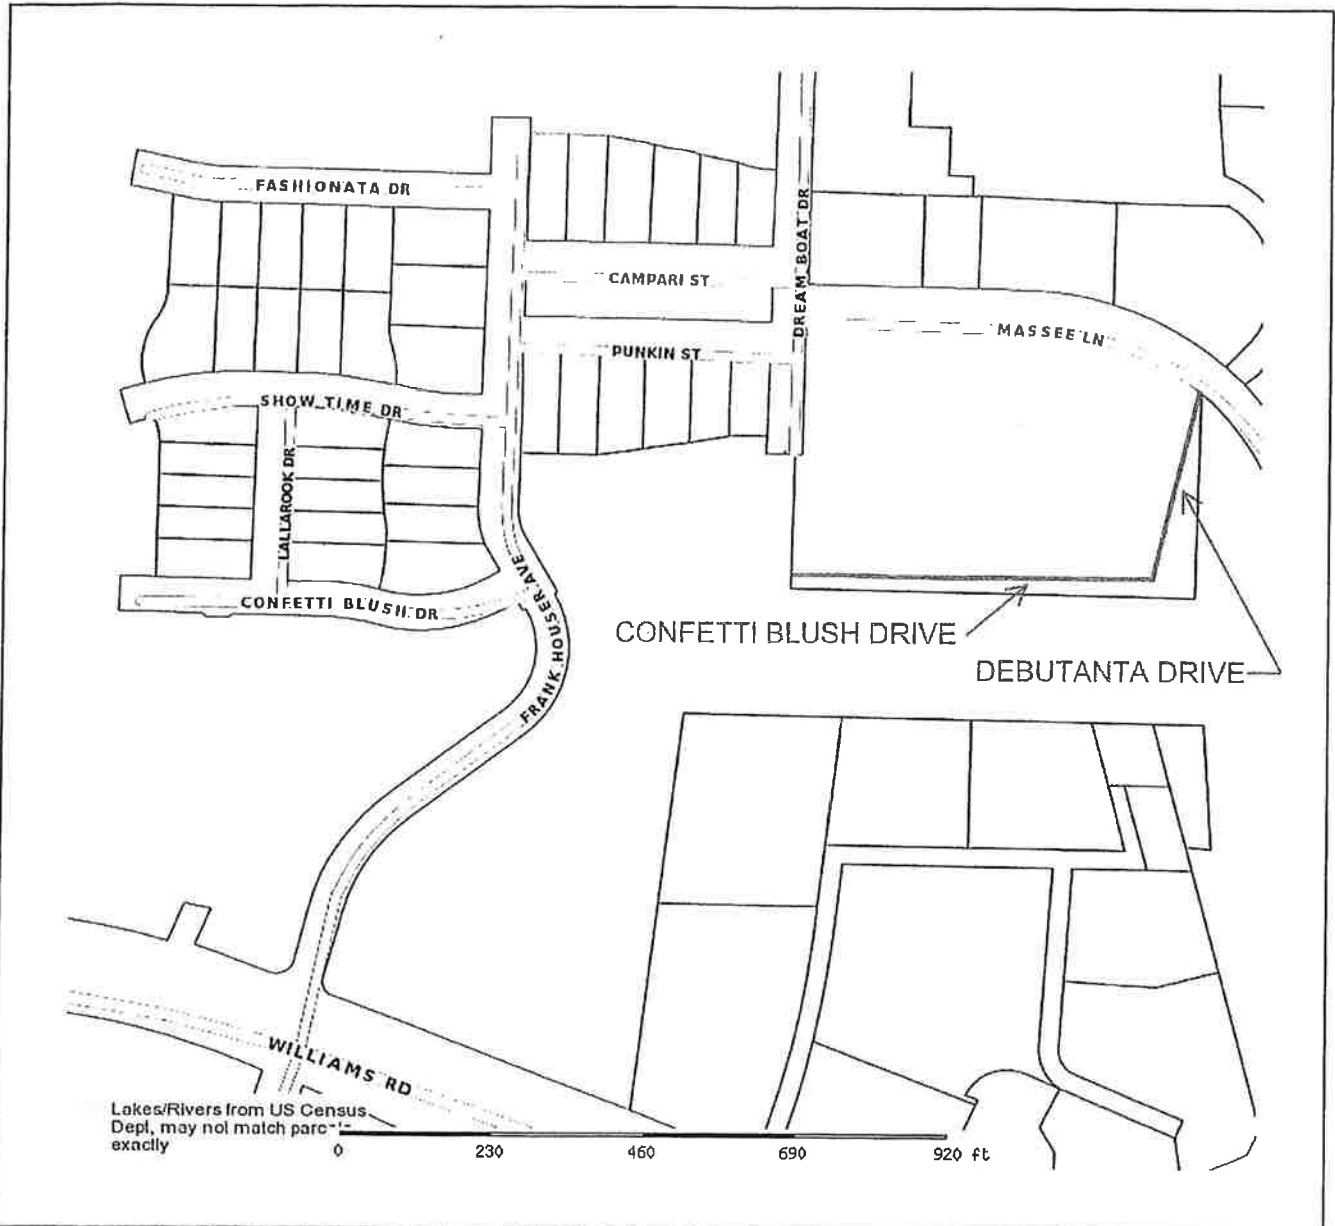 FASHIONATA DR
CAMPARI ST
DREAM BOAT DR
MASSEE LN
PUNKIN ST
SHOW TIME DR
LALLAROOK DR
CONFETTI BLUSH DR
FRANK HOUSER AVE
CONFETTI BLUSH DRIVE
DEBUTANTA DRIVE
WILLIAMS RD
Lakes/Rivers from US Census
Dept, may not match
exactly
0 230 460 690 920 ft